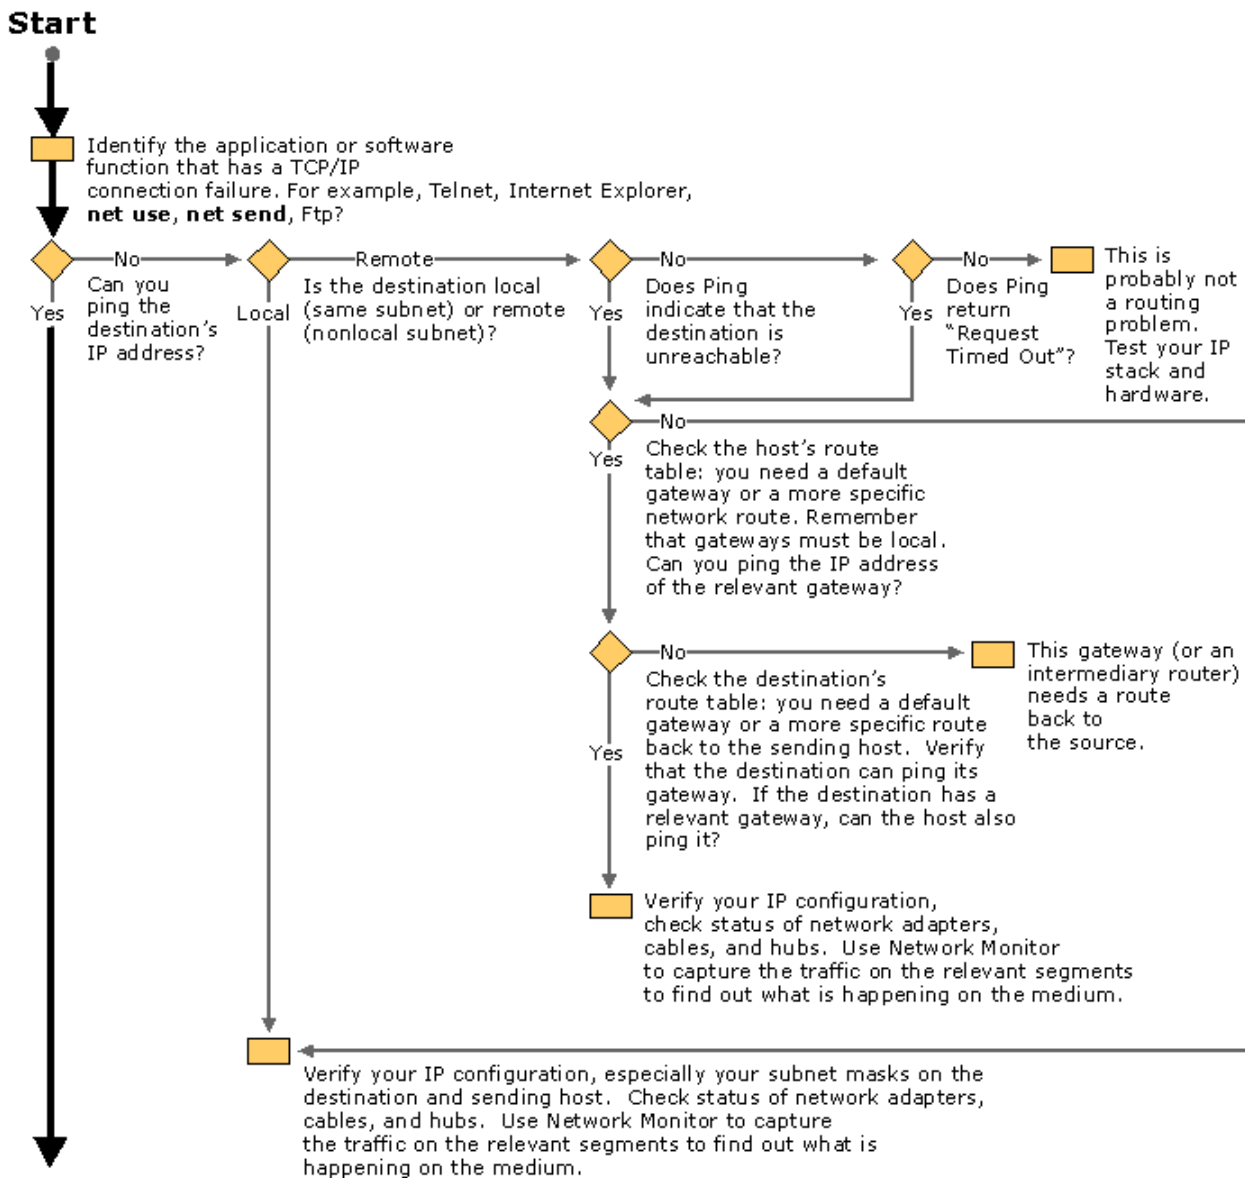 Start
Identify the application or software
function that has a TCP/IP
connection failure. For example, Telnet, Internet Explorer,
net use, net send, Ftp?
No
Can you
ping the
destination's
IP address?
Yes
Remote
Is the destination local
(same subnet) or remote
(nonlocal subnet)?
Local
No
Does Ping
indicate that the
destination is
unreachable?
Yes
No
Does Ping
return
"Request
Timed Out"?
Yes
This is
probably not
a routing
problem.
Test your IP
stack and
hardware.
No
Check the host's route
table: you need a default
gateway or a more specific
network route. Remember
that gateways must be local.
Can you ping the IP address
of the relevant gateway?
Yes
No
Check the destination's
route table: you need a default
gateway or a more specific route
back to the sending host. Verify
that the destination can ping its
gateway. If the destination has a
relevant gateway, can the host also
ping it?
Yes
This gateway (or an
intermediary router)
needs a route
back to
the source.
Verify your IP configuration,
check status of network adapters,
cables, and hubs. Use Network Monitor
to capture the traffic on the relevant segments
to find out what is happening on the medium.
Verify your IP configuration, especially your subnet masks on the
destination and sending host. Check status of network adapters,
cables, and hubs. Use Network Monitor to capture
the traffic on the relevant segments to find out what is
happening on the medium.